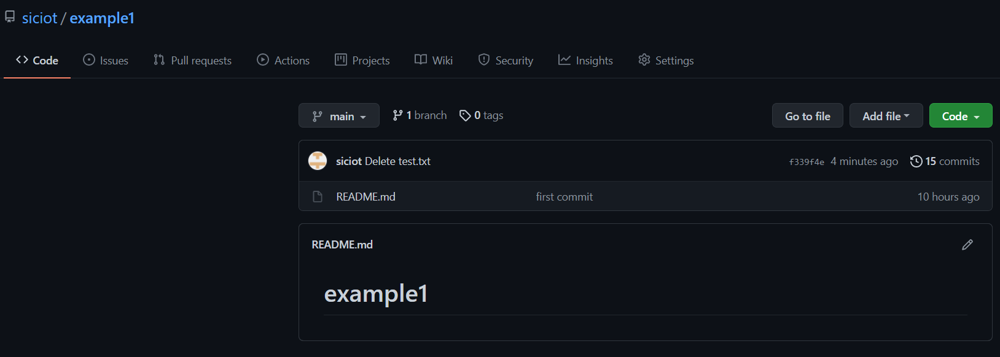 siciot / example1
Code Issues Pull requests Actions Projects Wiki Security Insights Settings
main 1 branch 0 tags Go to file Add file Code
siciot Delete test.txt f339f4e 4 minutes ago 15 commits
README.md first commit 10 hours ago
README.md
example1